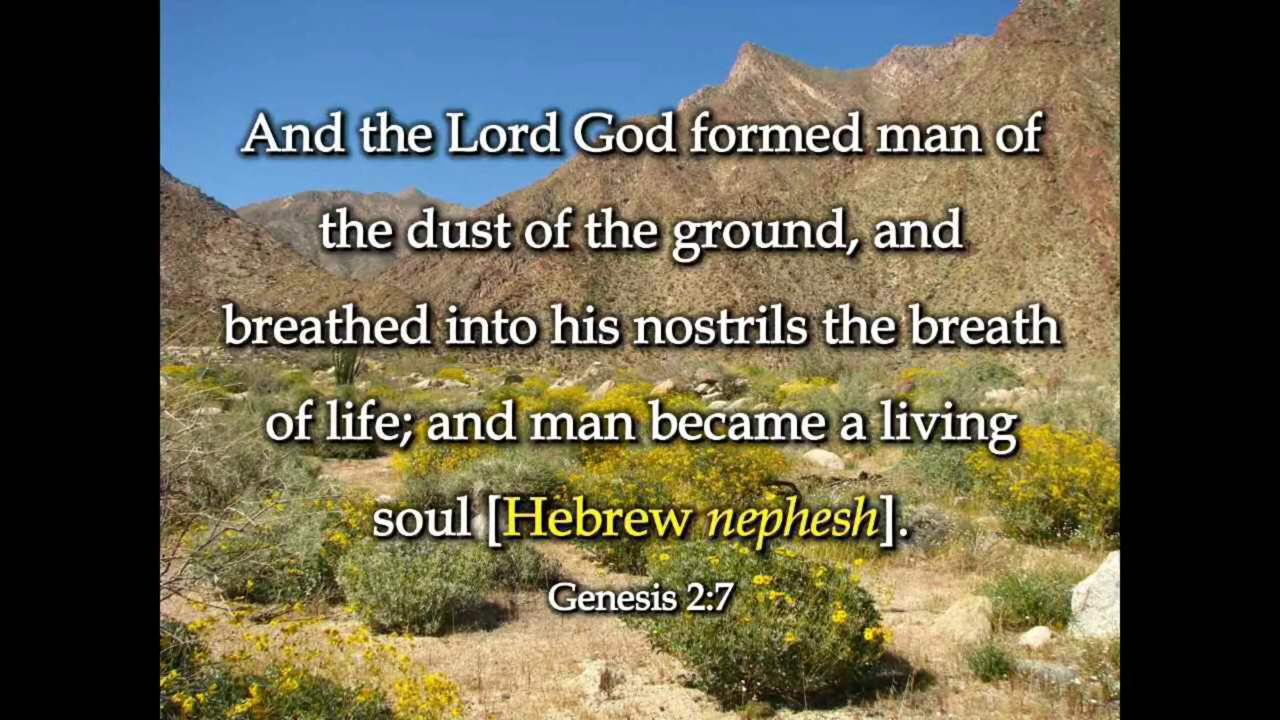 And the Lord God formed man of
the dust of the ground, and
breathed into his nostrils the breath
of life; and man became a living
soul [Hebrew nephesh].
Genesis 2:7